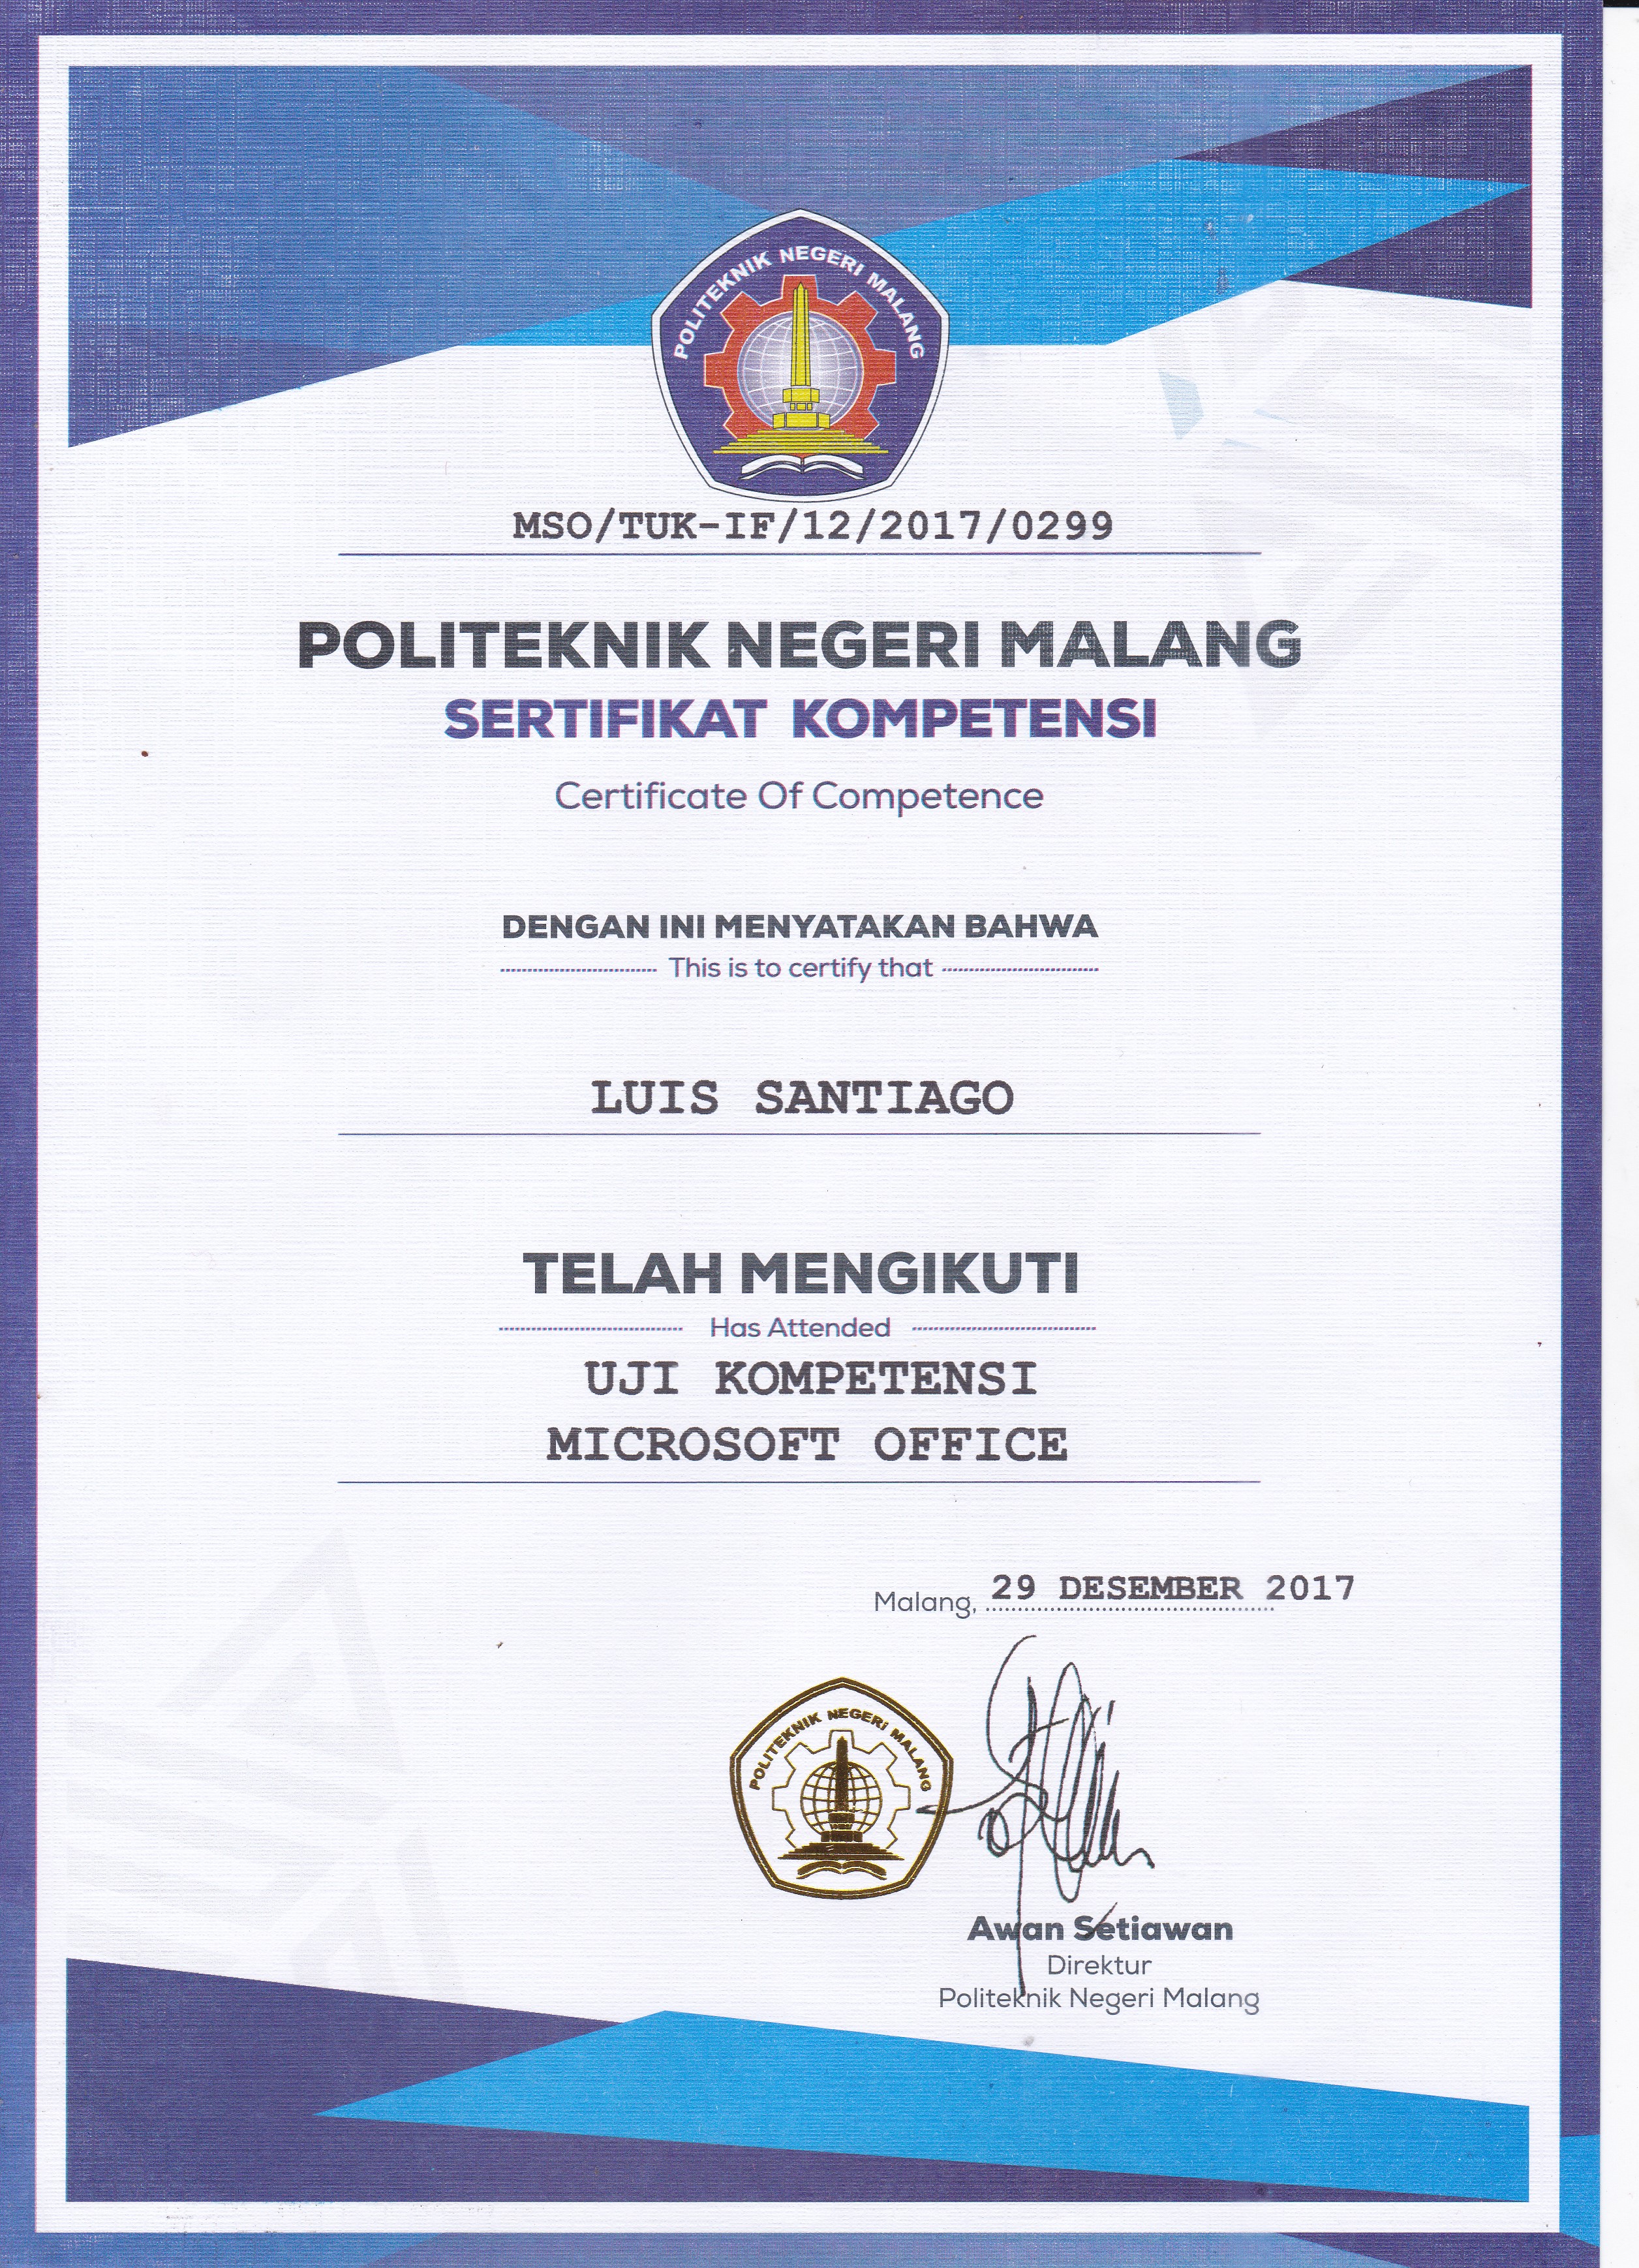 POLITEKNIK NEGERI MALANG
MSO/TUK-IF/12/2017/0299
POLITEKNIK NEGERI MALANG
SERTIFIKAT KOMPETENSI
Certificate Of Competence
DENGAN INI MENYATAKAN BAHWA
This is to certify that
LUIS SANTIAGO
TELAH MENGIKUTI
Has Attended
UJI KOMPETENSI
MICROSOFT OFFICE
Malang, 29 DESEMBER 2017
POLITEKNIK NEGERI MALANG
Awan Setiawan
Direktur
Politeknik Negeri Malang